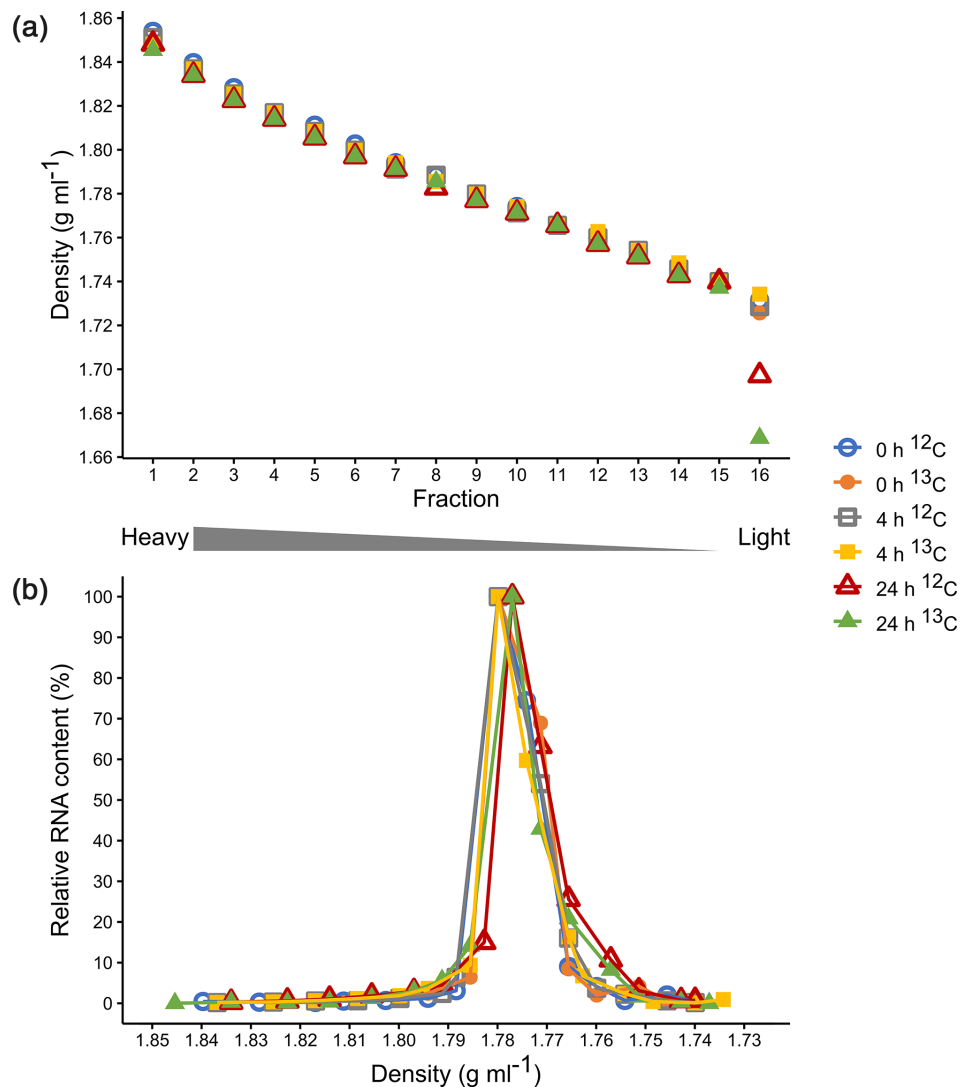 (a)
Density (g ml⁻¹)
1.86
1.84
1.82
1.80
1.78
1.76
1.74
1.72
1.70
1.68
1.66
1 2 3 4 5 6 7 8 9 10 11 12 13 14 15 16
Fraction
Heavy Light
0 h ¹²C
0 h ¹³C
4 h ¹²C
4 h ¹³C
24 h ¹²C
24 h ¹³C
(b)
Relative RNA content (%)
100
90
80
70
60
50
40
30
20
10
0
1.85 1.84 1.83 1.82 1.81 1.80 1.79 1.78 1.77 1.76 1.75 1.74 1.73
Density (g ml⁻¹)